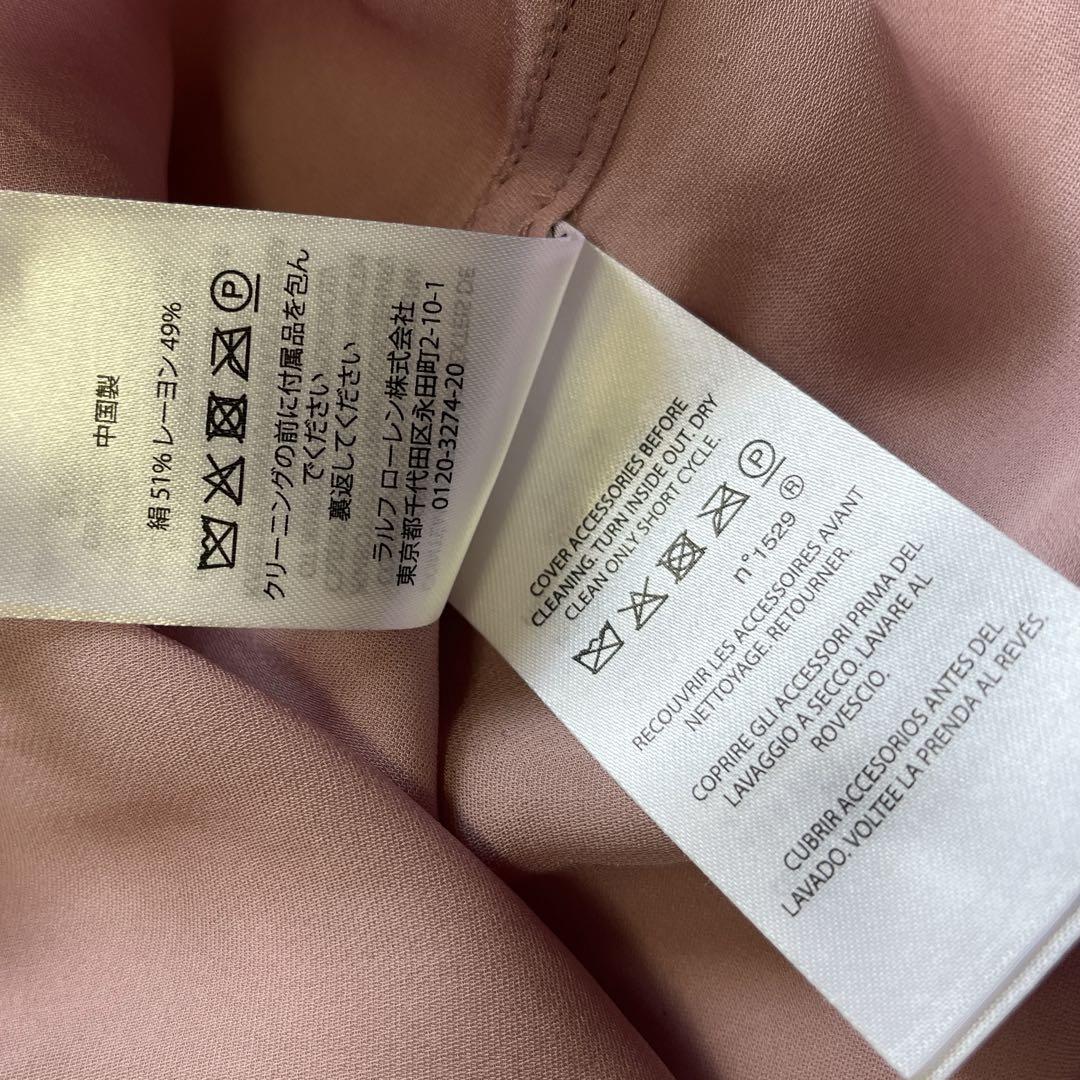 中国製
絹 51% レーヨン 49%
P
クリーニングの前に付属品を包ん
でください
裏返してください
ラルフ ローレン株式会社
東京都千代田区永田町2-10-1
0120-3274-20
COVER ACCESSORIES BEFORE
CLEANING. TURN INSIDE OUT. DRY
CLEAN ONLY SHORT CYCLE.
P
n°1529 ®
RECOUVRIR LES ACCESSOIRES AVANT
NETTOYAGE. RETOURNER.
COPRIRE GLI ACCESSORI PRIMA DEL
LAVAGGIO A SECCO. LAVARE AL
ROVESCIO.
CUBRIR ACCESORIOS ANTES DEL
LAVADO. VOLTEE LA PRENDA AL REVÉS.